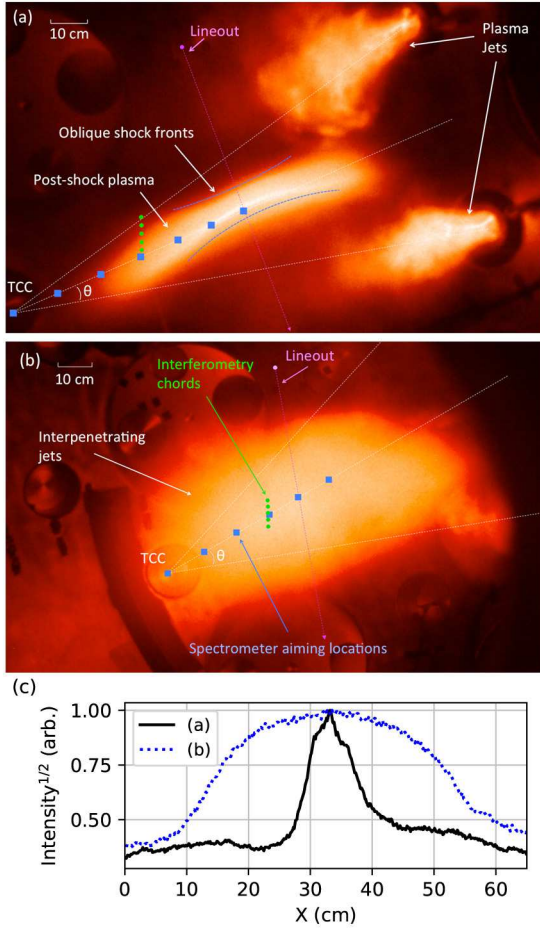 (a)
10 cm
Lineout
Plasma
Jets
Oblique shock fronts
Post-shock plasma
TCC
θ
(b)
10 cm
Interferometry
chords
Lineout
Interpenetrating
jets
TCC
θ
Spectrometer aiming locations
(c)
Intensity^1/2 (arb.)
1.00
0.75
0.50
(a)
(b)
0 10 20 30 40 50 60
X (cm)